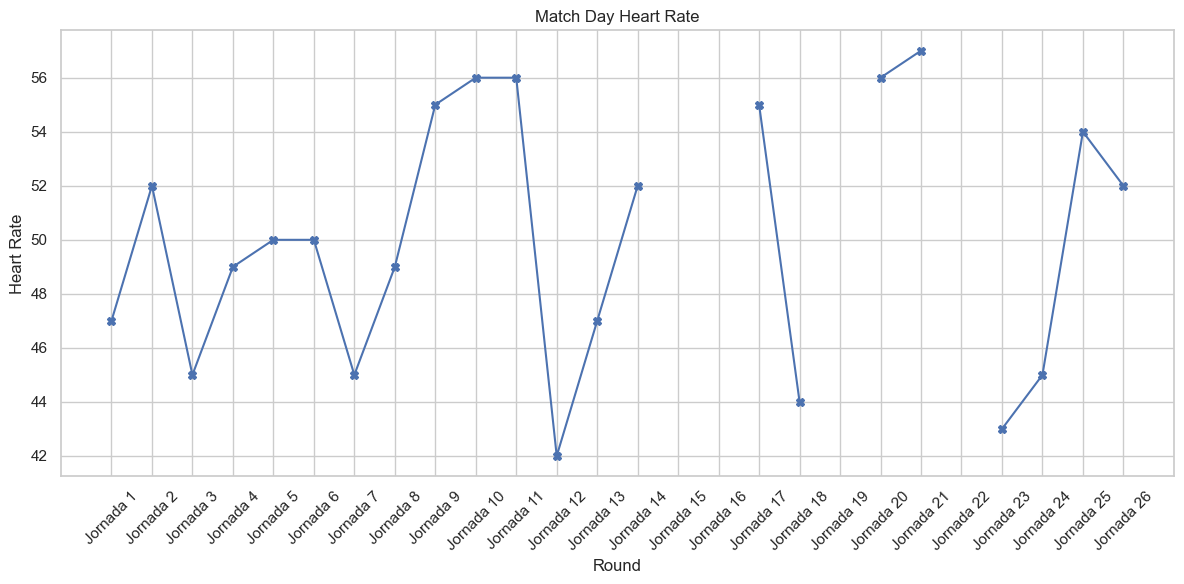 Match Day Heart Rate
Heart Rate
56
54
52
50
48
46
44
42
Jornada 1
Jornada 2
Jornada 3
Jornada 4
Jornada 5
Jornada 6
Jornada 7
Jornada 8
Jornada 9
Jornada 10
Jornada 11
Jornada 12
Jornada 13
Jornada 14
Jornada 15
Jornada 16
Jornada 17
Jornada 18
Jornada 19
Jornada 20
Jornada 21
Jornada 22
Jornada 23
Jornada 24
Jornada 25
Jornada 26
Round